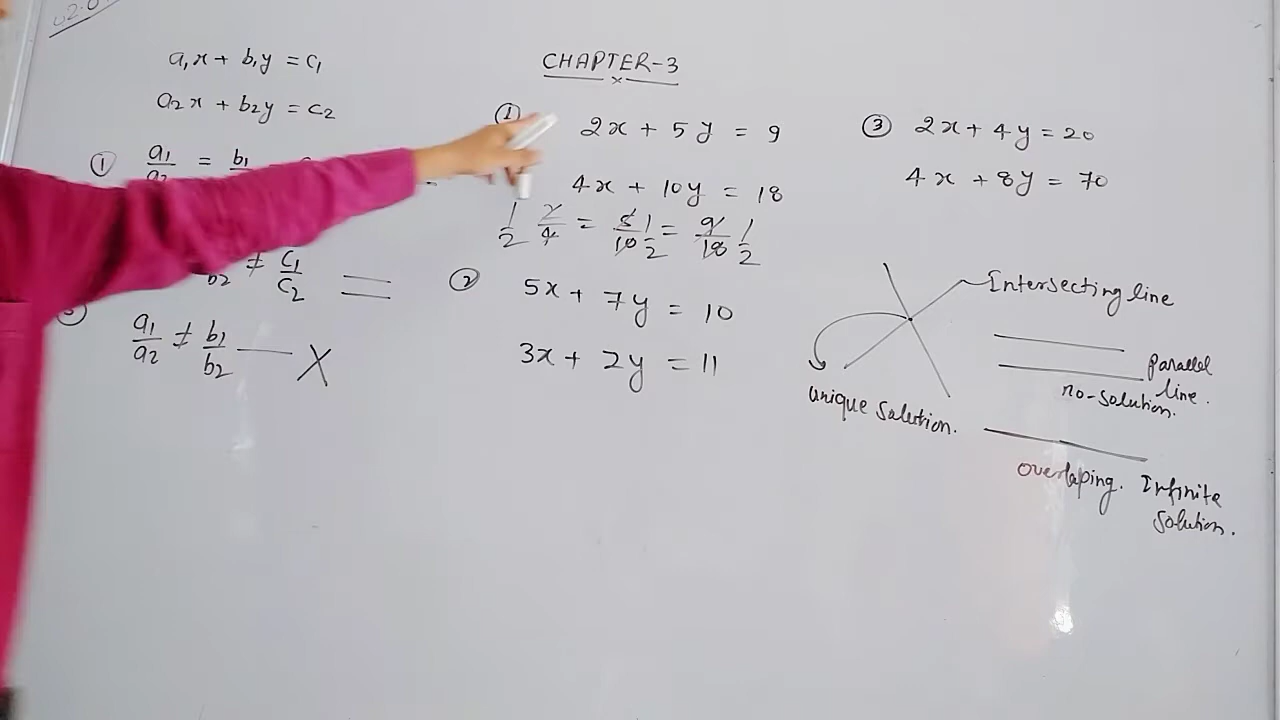 a₁x + b₁y = c₁
a₂x + b₂y = c₂
① a₁/a₂ = b₁
b₂ ≠ c₁/c₂
a₁/a₂ ≠ b₁/b₂
CHAPTER-3
①
2x + 5y = 9
4x + 10y = 18
1/2 2/4 = 5/10 1/2 = 9/18 1/2
②
5x + 7y = 10
3x + 2y = 11
③ 2x + 4y = 20
4x + 8y = 70
Intersecting line
unique solution.
parallel
line.
no-solution.
overlaping. Infinite
solution.